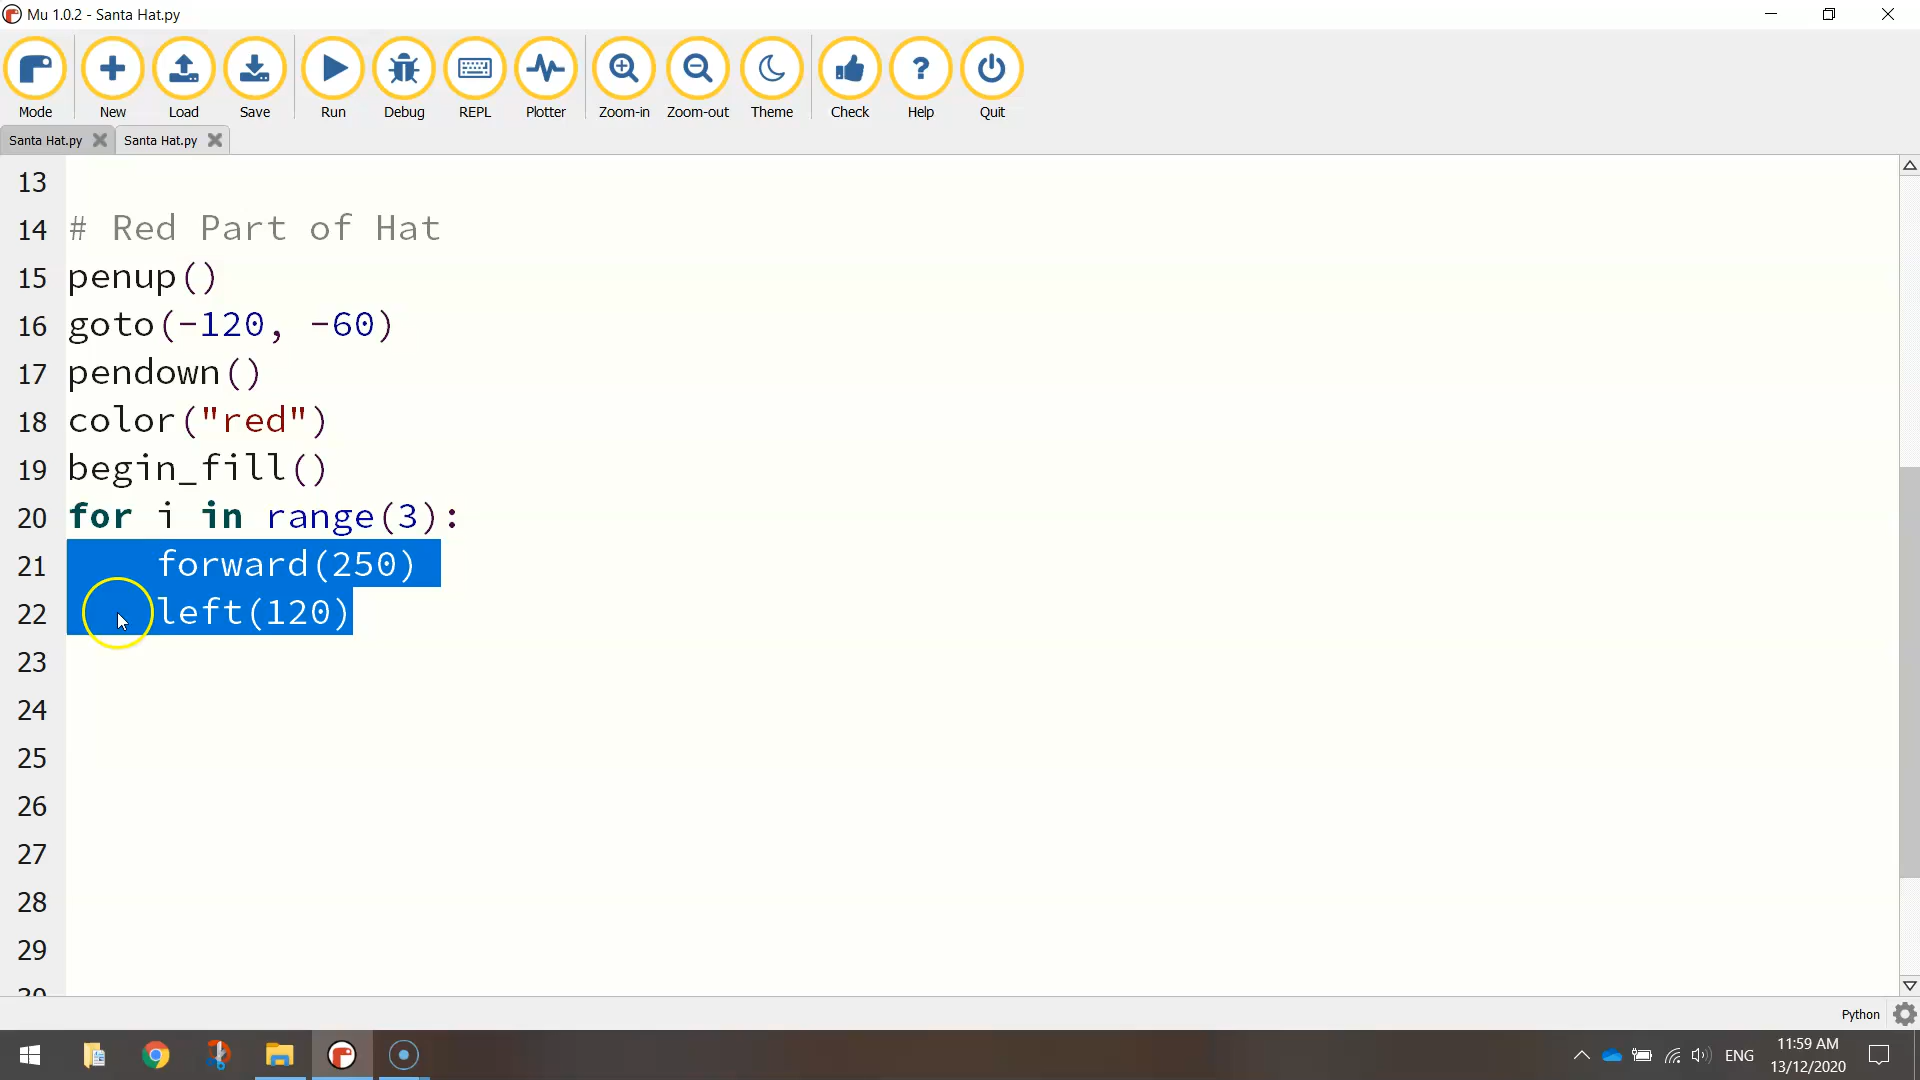 Mu 1.0.2 - Santa Hat.py
Mode New Load Save Run Debug REPL Plotter Zoom-in Zoom-out Theme Check Help Quit
Santa Hat.py Santa Hat.py
13
14 # Red Part of Hat
15 penup()
16 goto(-120, -60)
17 pendown()
18 color("red")
19 begin_fill()
20 for i in range(3):
21 forward(250)
22 left(120)
23
24
25
26
27
28
29
30
Python
ENG 11:59 AM
13/12/2020